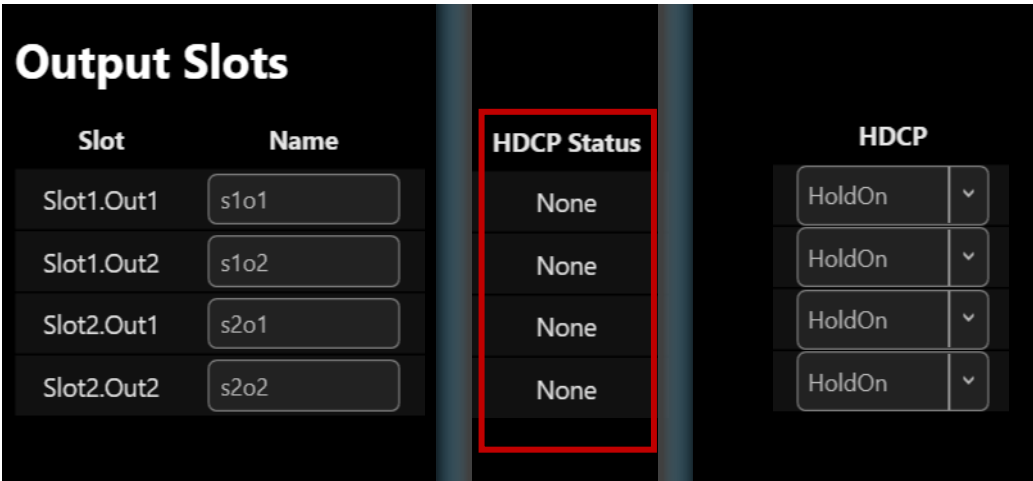 Output Slots
Slot Name HDCP Status HDCP
Slot1.Out1 s1o1 None HoldOn
Slot1.Out2 s1o2 None HoldOn
Slot2.Out1 s2o1 None HoldOn
Slot2.Out2 s2o2 None HoldOn